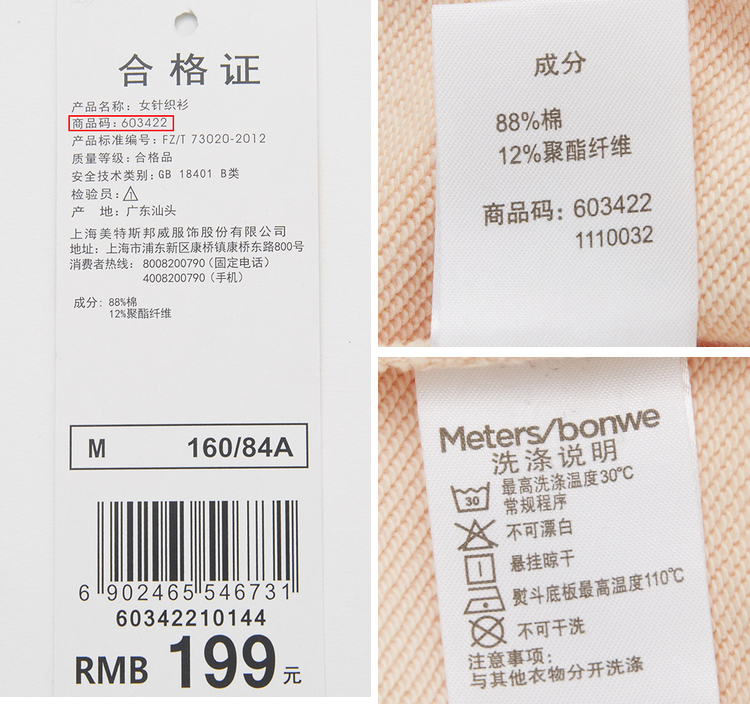 合格证
产品名称：女针织衫
商品码：603422
产品标准编号：FZ/T 73020-2012
质量等级：合格品
安全技术类别：GB 18401 B类
检验员：1
产 地：广东汕头
上海美特斯邦威服饰股份有限公司
地址：上海市浦东新区康桥镇康桥东路800号
消费者热线：8008200790（固定电话）
4008200790（手机）
成分：88%棉
12%聚酯纤维
M 160/84A
6 902465 546731
60342210144
RMB 199元
成分
88%棉
12%聚酯纤维
商品码：603422
1110032
Meters/bonwe
洗涤说明
30 最高洗涤温度30℃
常规程序
不可漂白
悬挂晾干
熨斗底板最高温度110℃
不可干洗
注意事项：
与其他衣物分开洗涤